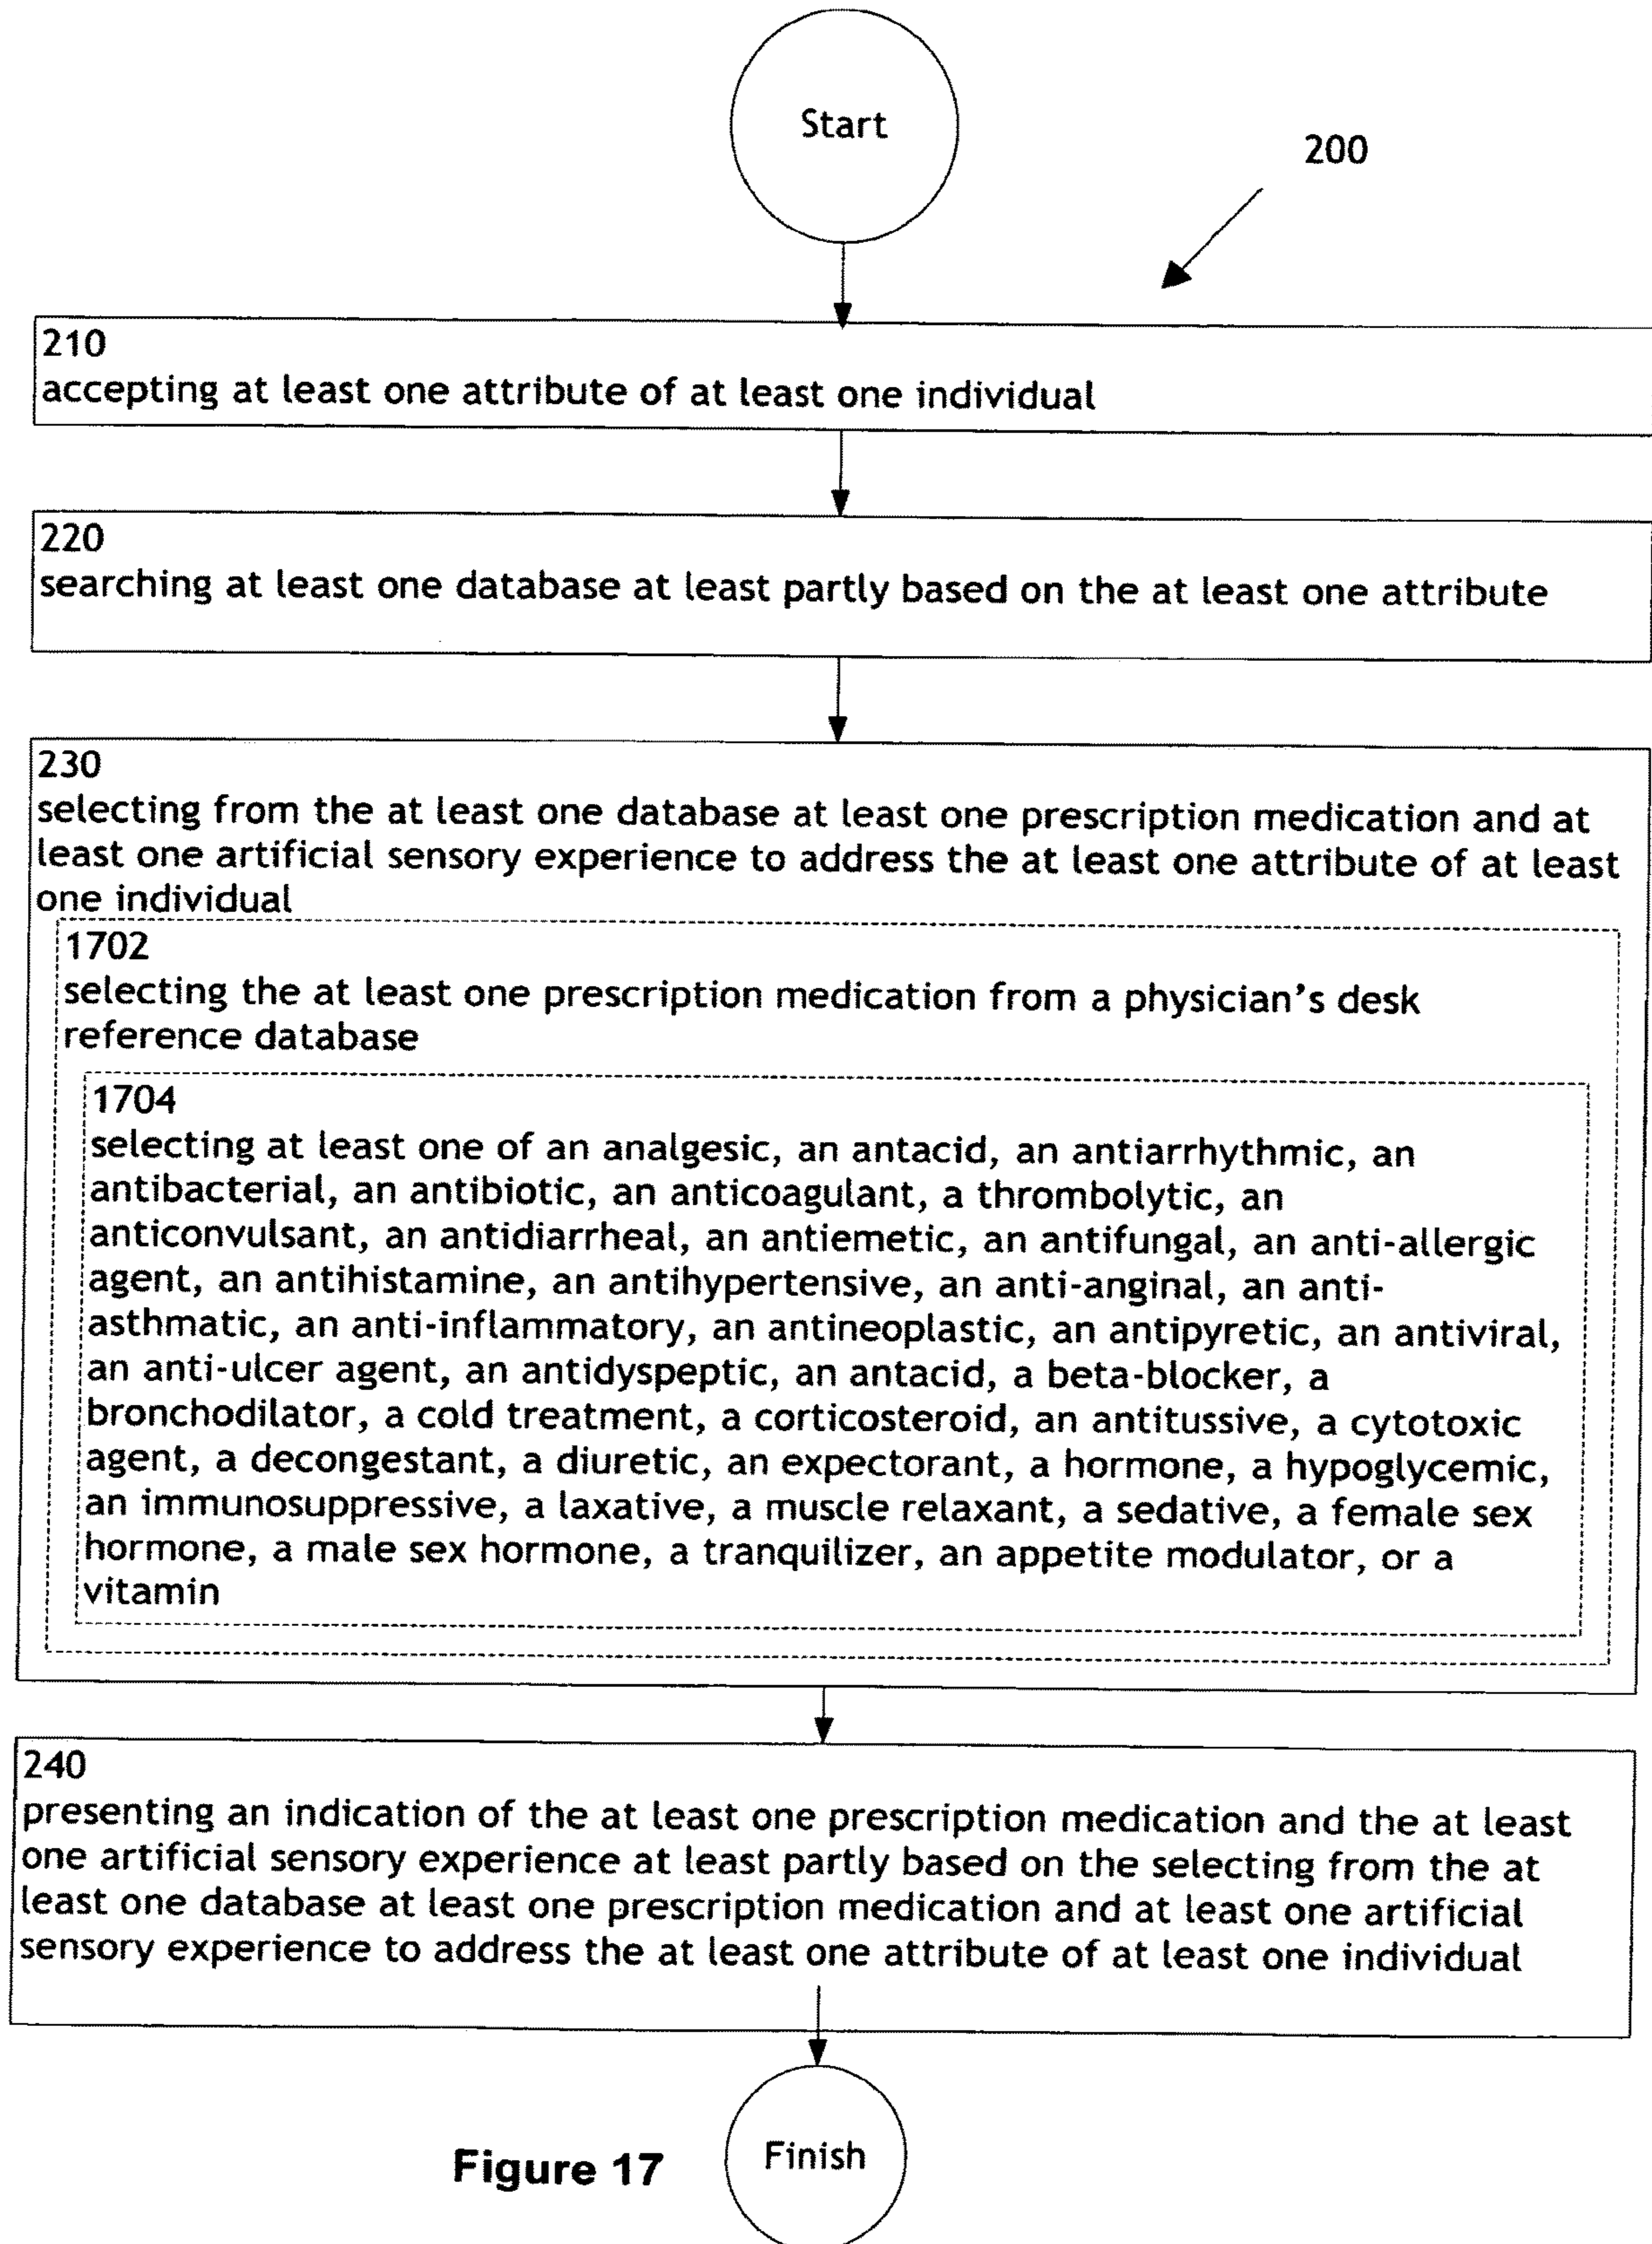 Start
200
210
accepting at least one attribute of at least one individual
220
searching at least one database at least partly based on the at least one attribute
230
selecting from the at least one database at least one prescription medication and at
least one artificial sensory experience to address the at least one attribute of at least
one individual
1702
selecting the at least one prescription medication from a physician’s desk
reference database
1704
selecting at least one of an analgesic, an antacid, an antiarrhythmic, an
antibacterial, an antibiotic, an anticoagulant, a thrombolytic, an
anticonvulsant, an antidiarrheal, an antiemetic, an antifungal, an anti-allergic
agent, an antihistamine, an antihypertensive, an anti-anginal, an anti-
asthmatic, an anti-inflammatory, an antineoplastic, an antipyretic, an antiviral,
an anti-ulcer agent, an antidyspeptic, an antacid, a beta-blocker, a
bronchodilator, a cold treatment, a corticosteroid, an antitussive, a cytotoxic
agent, a decongestant, a diuretic, an expectorant, a hormone, a hypoglycemic,
an immunosuppressive, a laxative, a muscle relaxant, a sedative, a female sex
hormone, a male sex hormone, a tranquilizer, an appetite modulator, or a
vitamin
240
presenting an indication of the at least one prescription medication and the at least
one artificial sensory experience at least partly based on the selecting from the at
least one database at least one prescription medication and at least one artificial
sensory experience to address the at least one attribute of at least one individual
Finish
Figure 17